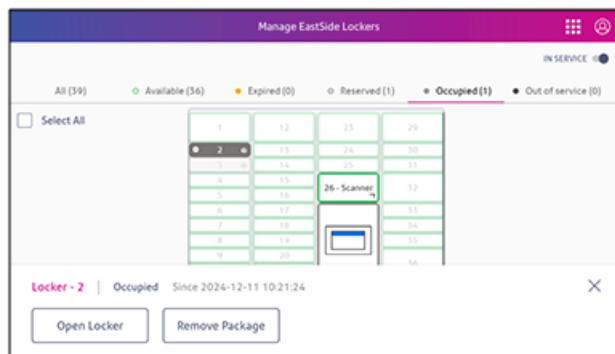 Manage EastSide Lockers
IN SERVICE
All (39) Available (36) Expired (0) Reserved (1) Occupied (1) Out of service (0)
Select All
1 12 23 29
2 13 24 30
3 14 25 31
4 15 26 - Scanner 32
5 16
6 17 33
7 18 34
8 19 35
9 20 36
Locker - 2 Occupied Since 2024-12-11 10:21:24
Open Locker Remove Package